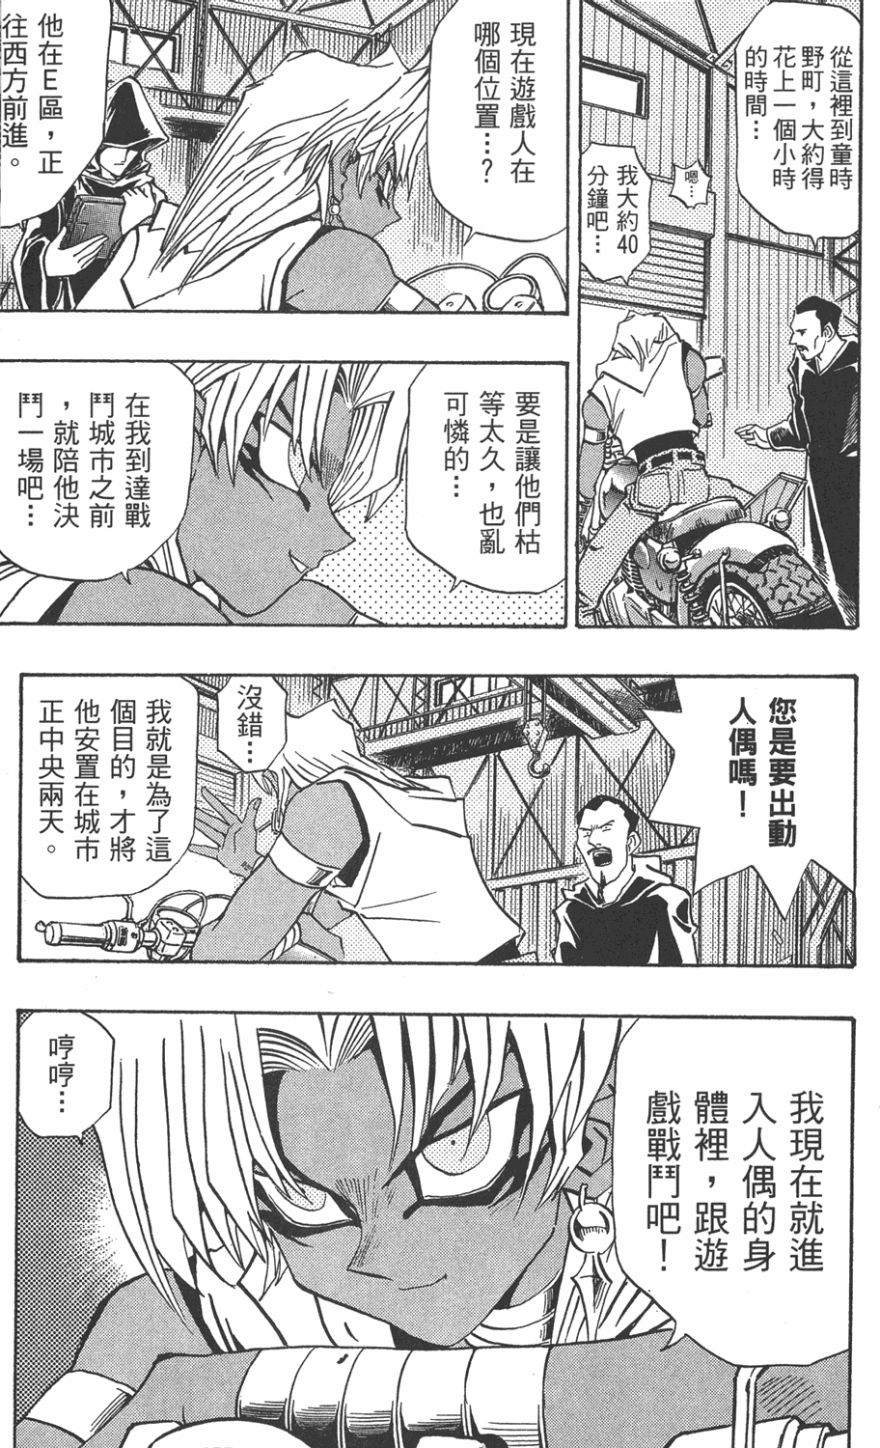 從這裡到童時
野町，大約得
花上一個小時
的時間…
嗯…
我大約40
分鐘吧…
現在遊戲人在
哪個位置…?
他在E區，正
往西方前進。
要是讓他們枯
等太久，也亂
可憐的…
在我到達戰
鬥城市之前
，就陪他決
鬥一場吧…
您是要出動
人偶嗎！
沒錯…
我就是為了這
個目的，才將
他安置在城市
正中央兩天。
我現在就進
入人偶的身
體裡，跟遊
戲戰鬥吧！
哼哼…